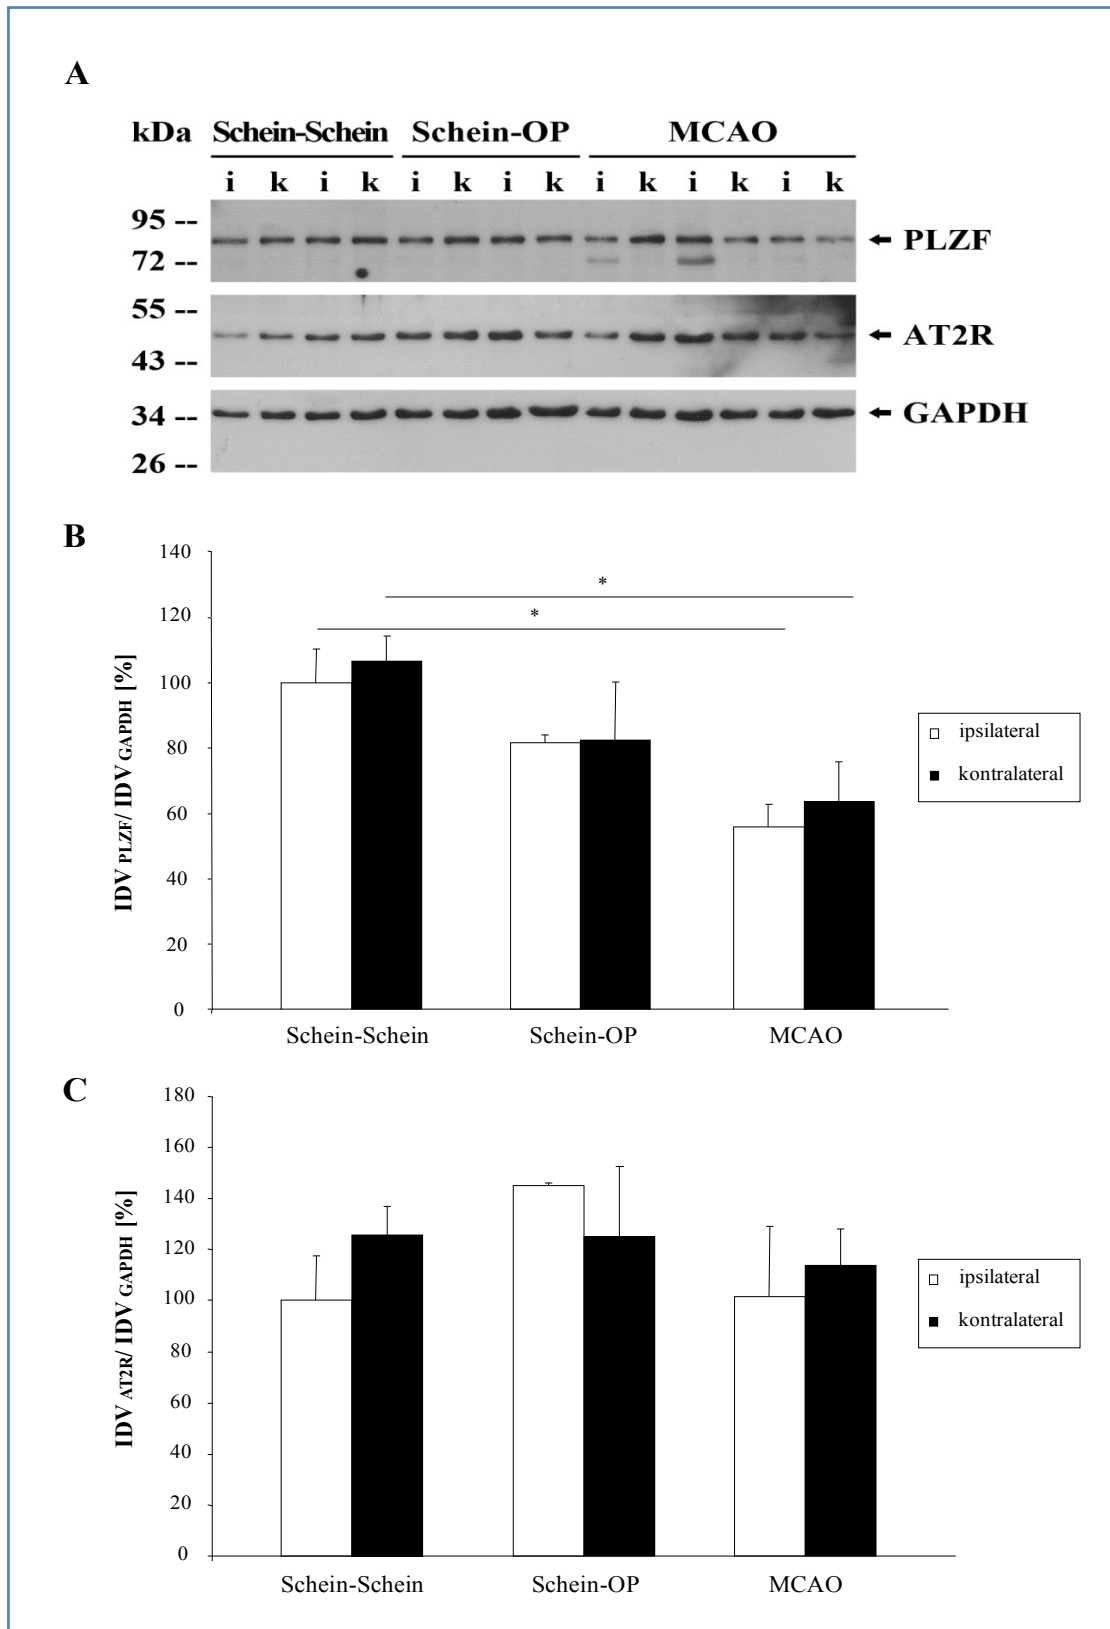 A
kDa Schein-Schein Schein-OP MCAO
i k i k i k i k i k i k i k
95 -- PLZF
72 --
55 -- AT2R
43 --
34 -- GAPDH
26 --
B
140
120
100
80
60
40
20
0
IDV PLZF/ IDV GAPDH [%]
*
*
ipsilateral
kontralateral
Schein-Schein Schein-OP MCAO
C
180
160
140
120
100
80
60
40
20
0
IDV AT2R/ IDV GAPDH [%]
ipsilateral
kontralateral
Schein-Schein Schein-OP MCAO